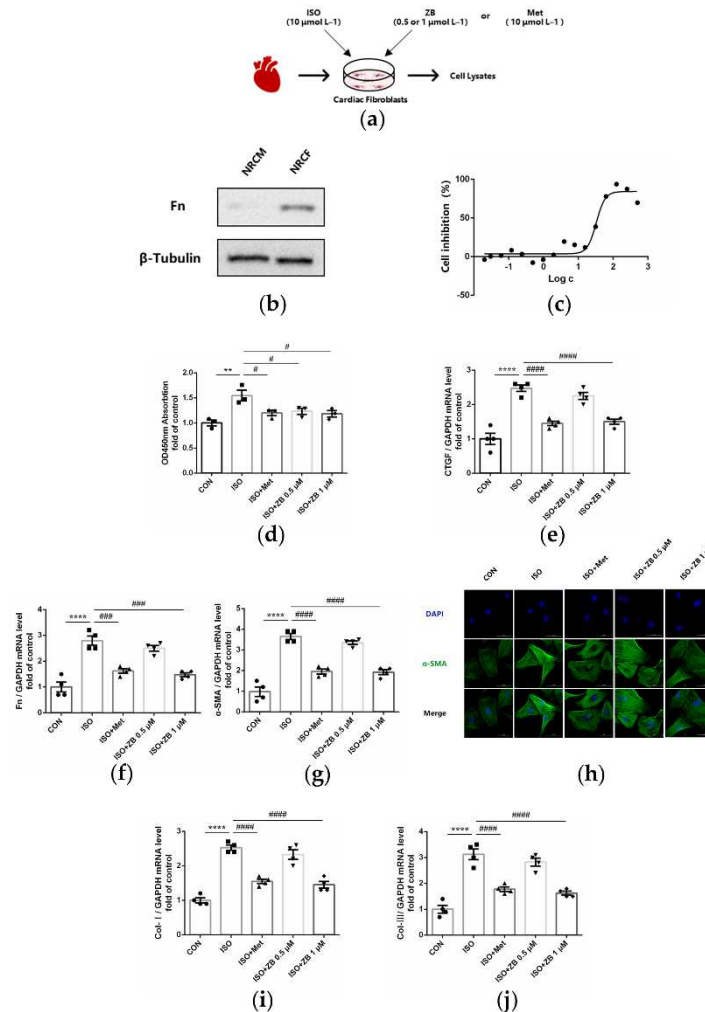 ISO
(10 μmol L–1)
ZB
(0.5 or 1 μmol L–1)
or
Met
( 10 μmol L–1)
Cardiac Fibroblasts
Cell Lysates
(a)
NRCM
NRCF
Fn
β-Tubulin
(b)
Cell inhibition (%)
100
50
0
-50
-1
0
1
2
3
Log c
(c)
OD450nm Absorbtion
fold of control
2.0
1.5
1.0
0.5
0.0
**
#
#
#
CON
ISO
ISO+Met
ISO+ZB 0.5 μM
ISO+ZB 1 μM
(d)
CTGF / GAPDH mRNA level
fold of control
3
2
1
0
****
####
####
CON
ISO
ISO+Met
ISO+ZB 0.5 μM
ISO+ZB 1 μM
(e)
Fn / GAPDH mRNA level
fold of control
4
3
2
1
0
****
###
###
CON
ISO
ISO+Met
ISO+ZB 0.5 μM
ISO+ZB 1 μM
(f)
α-SMA / GAPDH mRNA level
fold of control
5
4
3
2
1
0
****
####
####
CON
ISO
ISO+Met
ISO+ZB 0.5 μM
ISO+ZB 1 μM
(g)
CON
ISO
ISO+Met
ISO+ZB 0.5 μM
ISO+ZB 1
DAPI
α-SMA
Merge
(h)
Col-Ⅰ / GAPDH mRNA level
fold of control
3
2
1
0
****
####
####
CON
ISO
ISO+Met
ISO+ZB 0.5 μM
ISO+ZB 1 μM
(i)
Col-Ⅲ/ GAPDH mRNA level
fold of control
4
3
2
1
0
****
####
####
CON
ISO
ISO+Met
ISO+ZB 0.5 μM
ISO+ZB 1 μM
(j)